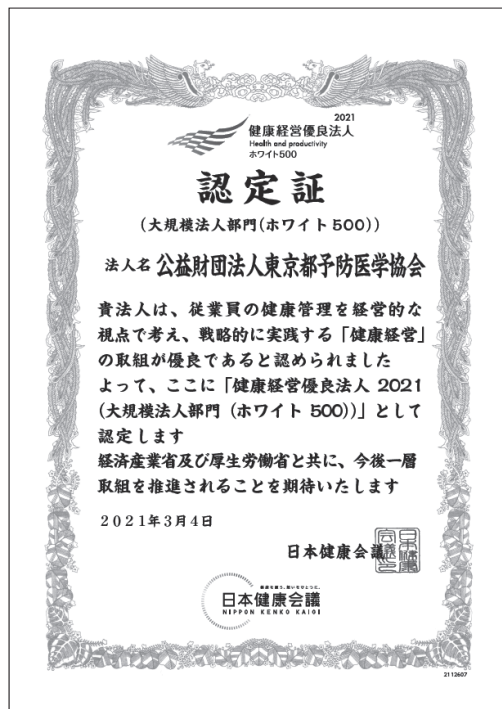 2021
健康経営優良法人
Health and productivity
ホワイト500
認定証
(大規模法人部門(ホワイト500))
法人名 公益財団法人東京都予防医学協会
貴法人は、従業員の健康管理を経営的な
視点で考え、戦略的に実践する「健康経営」
の取組が優良であると認められました
よって、ここに「健康経営優良法人 2021
(大規模法人部門（ホワイト 500））」として
認定します
経済産業省及び厚生労働省と共に、今後一層
取組を推進されることを期待いたします
2021年3月4日
日本健康会議
日本健康会議
NIPPON KENKO KAIGI
2112607